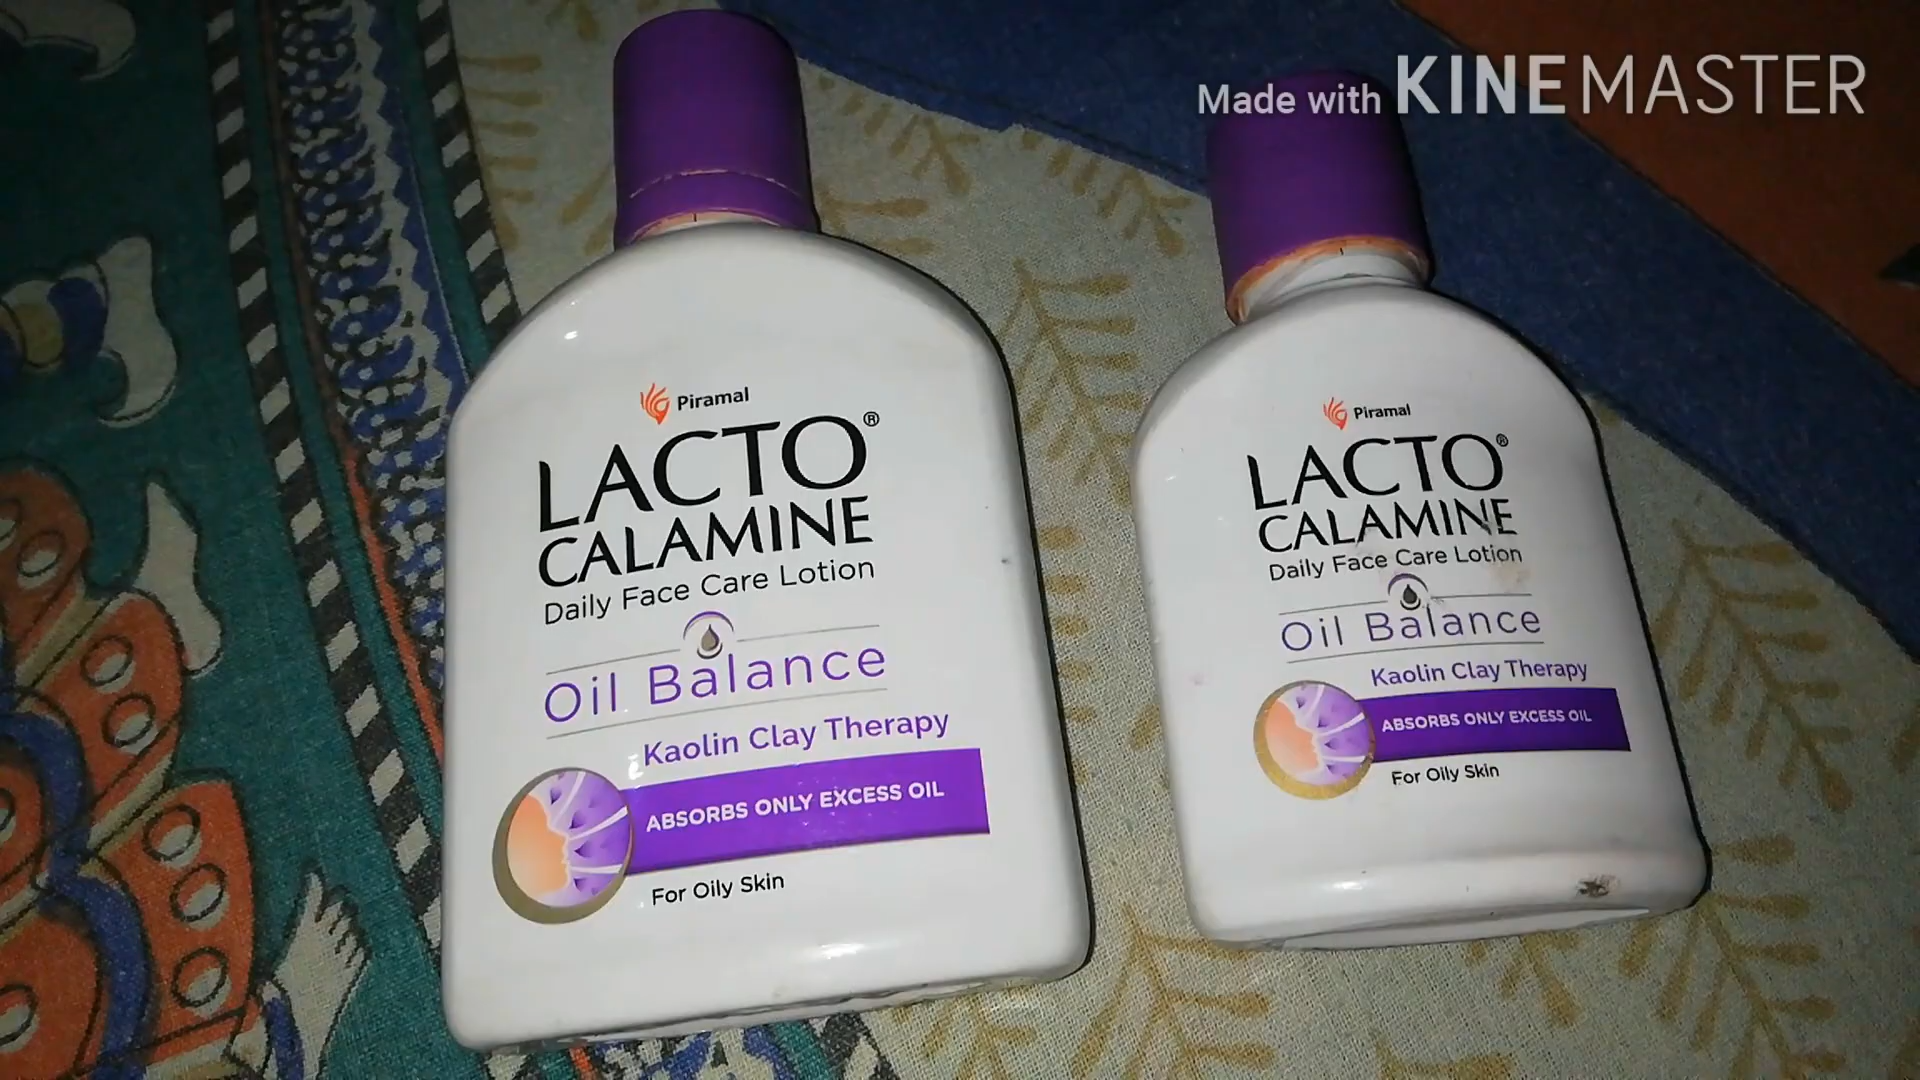 Made with KINEMASTER
Piramal
LACTO®
CALAMINE
Daily Face Care Lotion
Oil Balance
Kaolin Clay Therapy
ABSORBS ONLY EXCESS OIL
For Oily Skin
Piramal
LACTO®
CALAMINE
Daily Face Care Lotion
Oil Balance
Kaolin Clay Therapy
ABSORBS ONLY EXCESS OIL
For Oily Skin